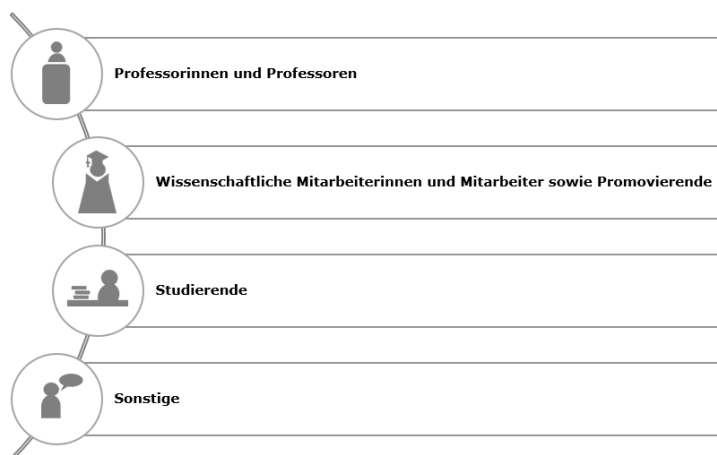 Professorinnen und Professoren
Wissenschaftliche Mitarbeiterinnen und Mitarbeiter sowie Promovierende
Studierende
Sonstige